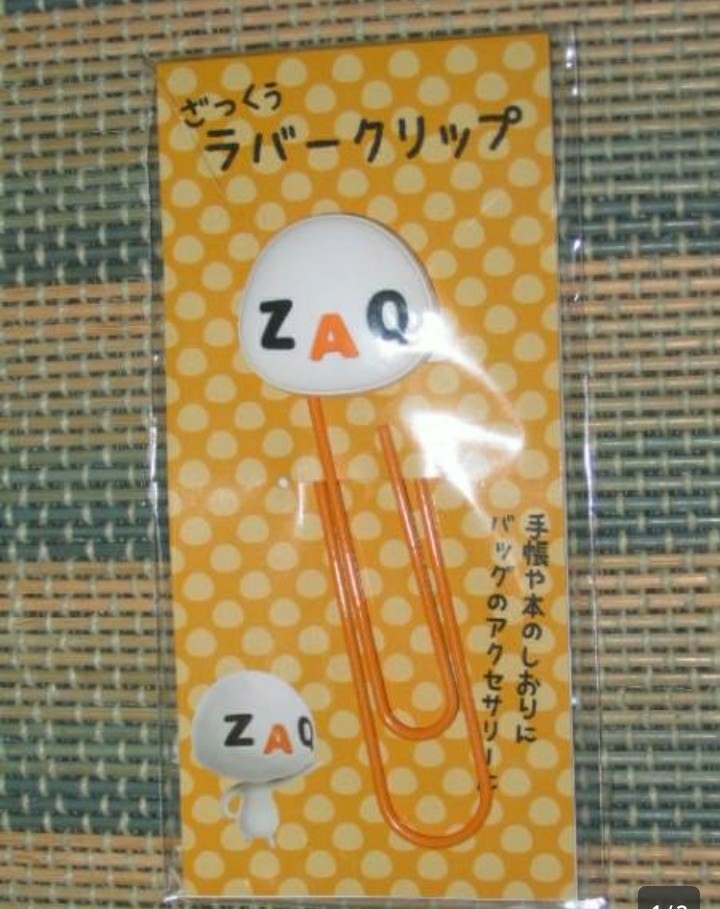 ざっくぅ
ラバークリップ
ZAQ
手帳や本のしおりに
バッグのアクセサリーに
ZAQ